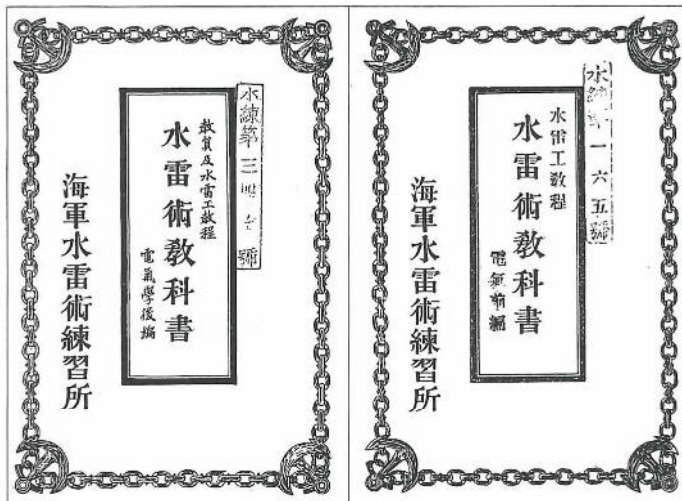 水練第一六五號
水雷工教程
水雷術教科書
電氣學前編
海軍水雷術練習所
水練第三號
教員及水雷工教程
水雷術教科書
電氣學後編
海軍水雷術練習所